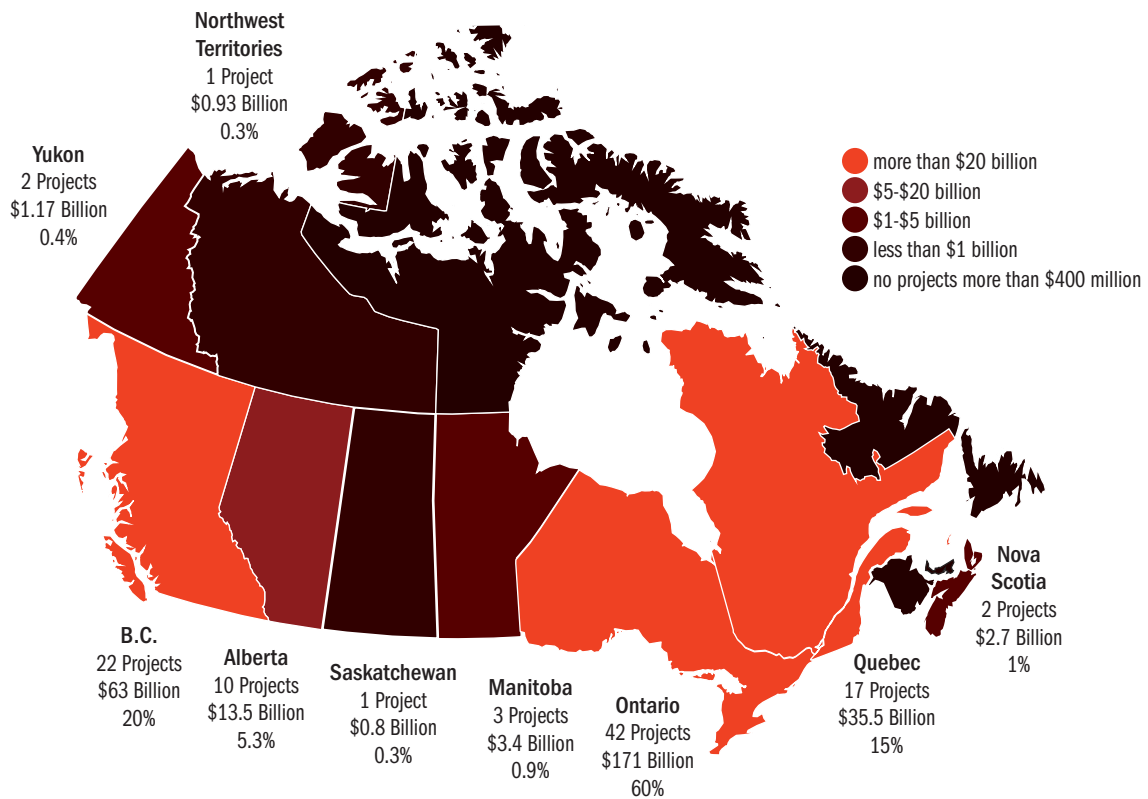 Northwest
Territories
1 Project
$0.93 Billion
0.3%
Yukon
2 Projects
$1.17 Billion
0.4%
more than $20 billion
$5-$20 billion
$1-$5 billion
less than $1 billion
no projects more than $400 million
B.C.
22 Projects
$63 Billion
20%
Alberta
10 Projects
$13.5 Billion
5.3%
Saskatchewan
1 Project
$0.8 Billion
0.3%
Manitoba
3 Projects
$3.4 Billion
0.9%
Ontario
42 Projects
$171 Billion
60%
Quebec
17 Projects
$35.5 Billion
15%
Nova
Scotia
2 Projects
$2.7 Billion
1%